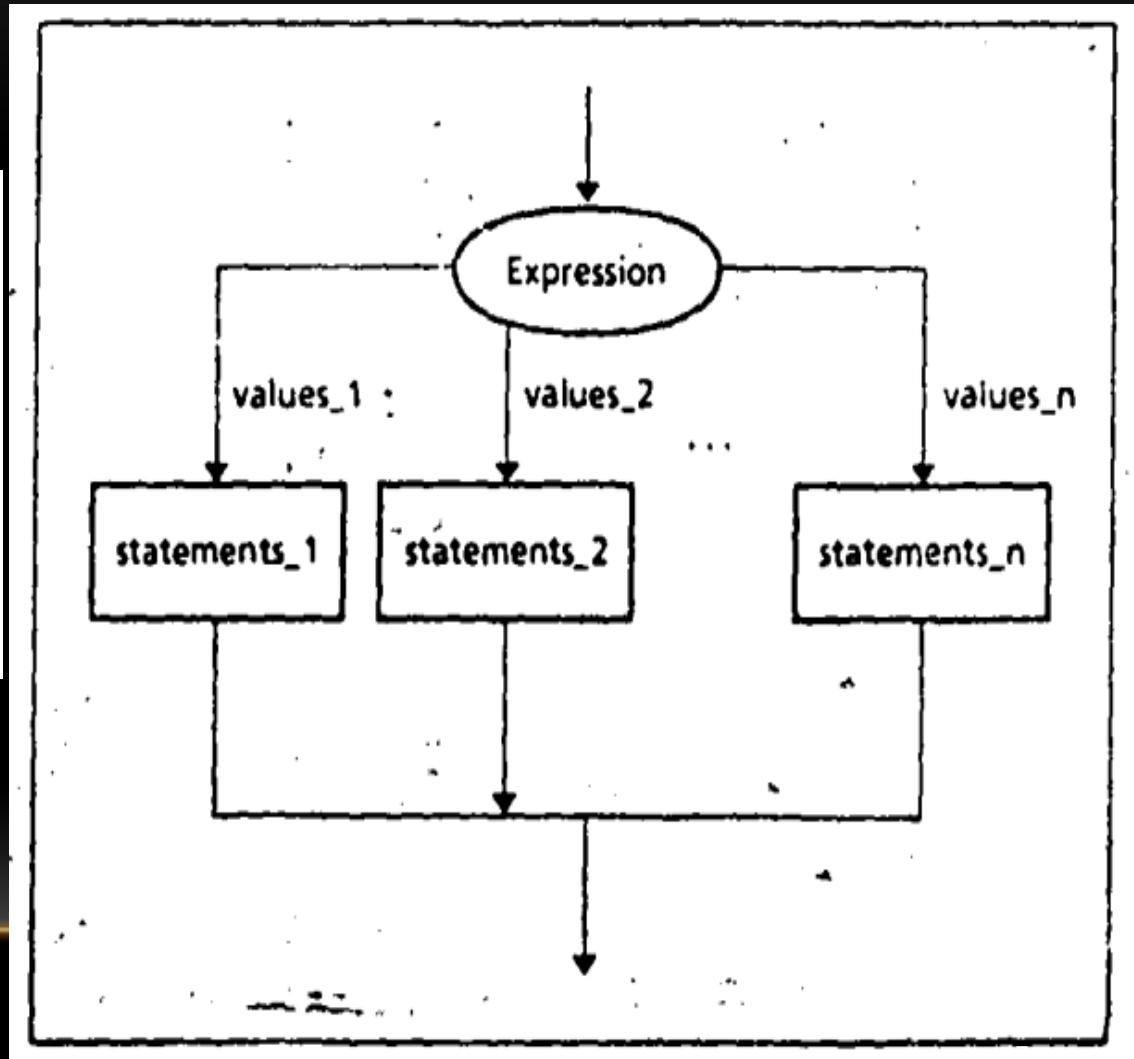 Expression
values_1 values_2 values_n
...
statements_1 statements_2 statements_n